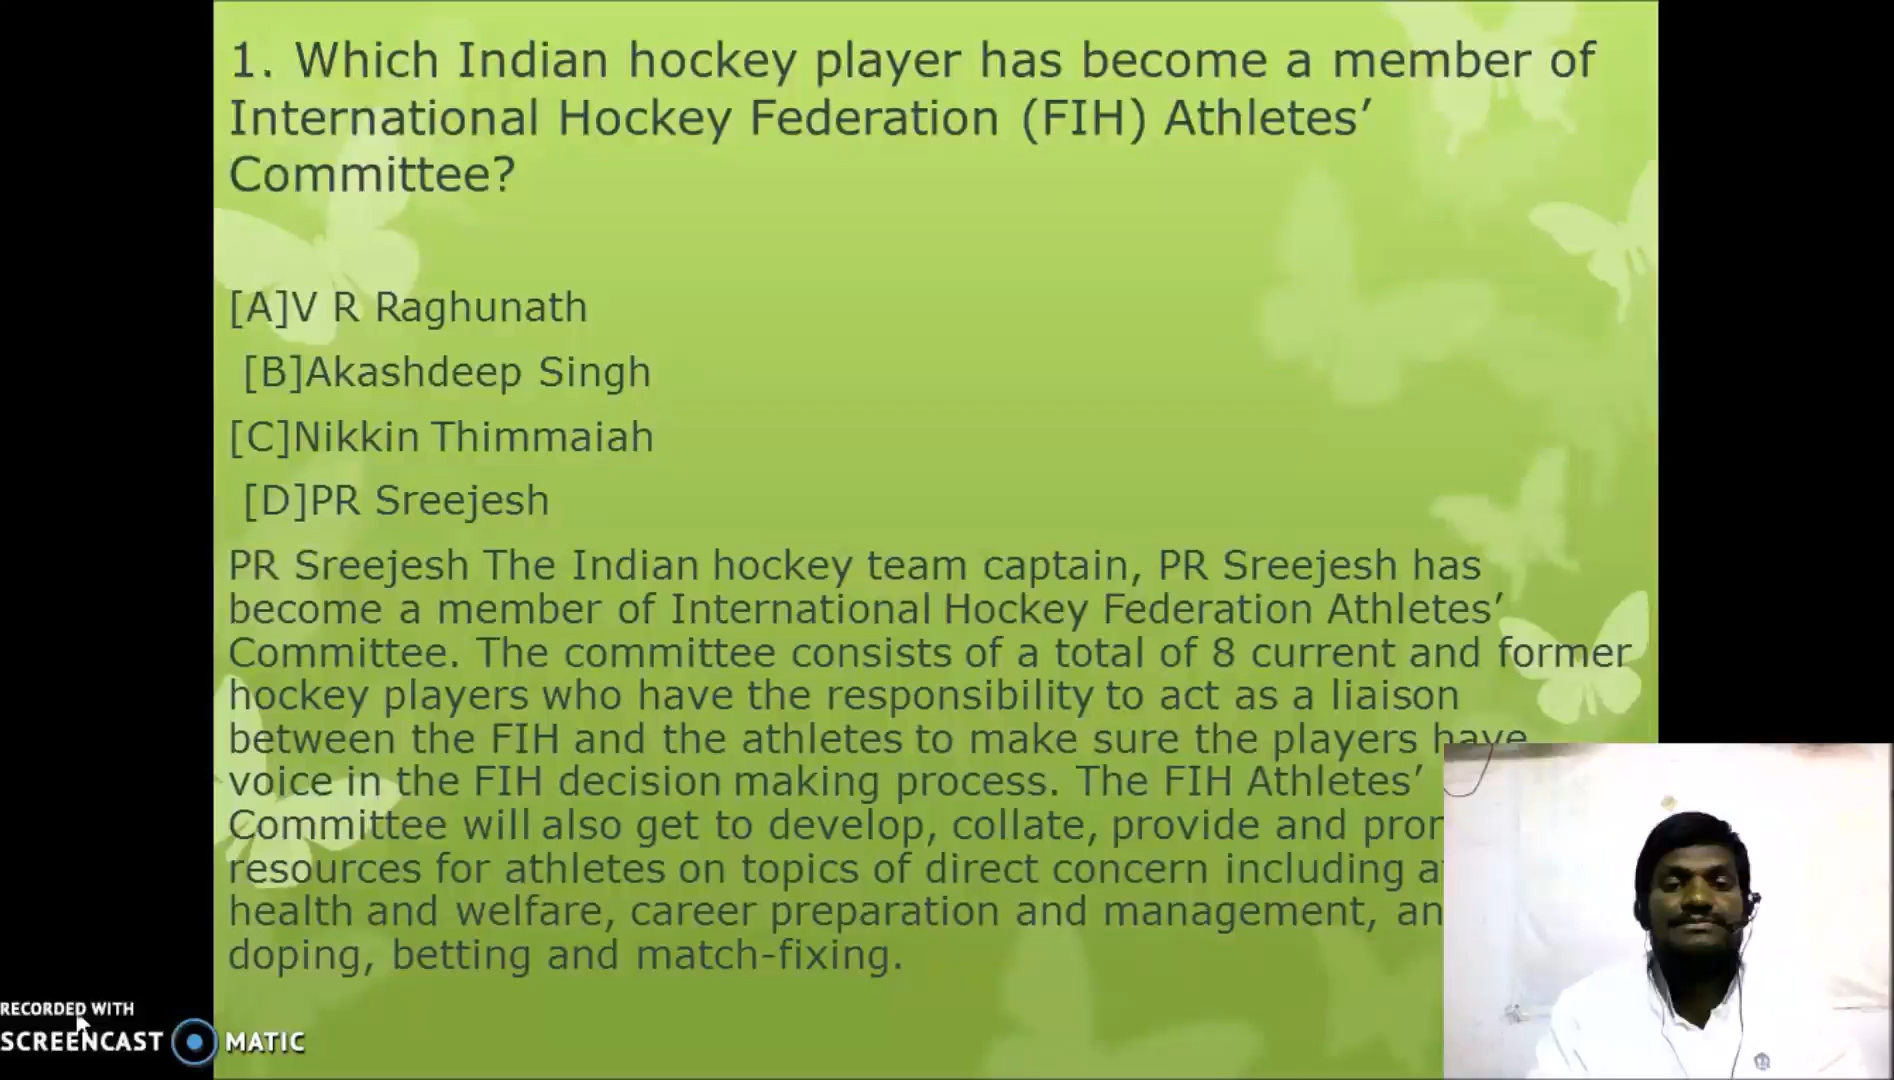 1. Which Indian hockey player has become a member of
International Hockey Federation (FIH) Athletes’
Committee?
[A]V R Raghunath
[B]Akashdeep Singh
[C]Nikkin Thimmaiah
[D]PR Sreejesh
PR Sreejesh The Indian hockey team captain, PR Sreejesh has
become a member of International Hockey Federation Athletes’
Committee. The committee consists of a total of 8 current and former
hockey players who have the responsibility to act as a liaison
between the FIH and the athletes to make sure the players have
voice in the FIH decision making process. The FIH Athletes’
Committee will also get to develop, collate, provide and
resources for athletes on topics of direct concern including
health and welfare, career preparation and management,
doping, betting and match-fixing.
RECORDED WITH
SCREENCAST MATIC